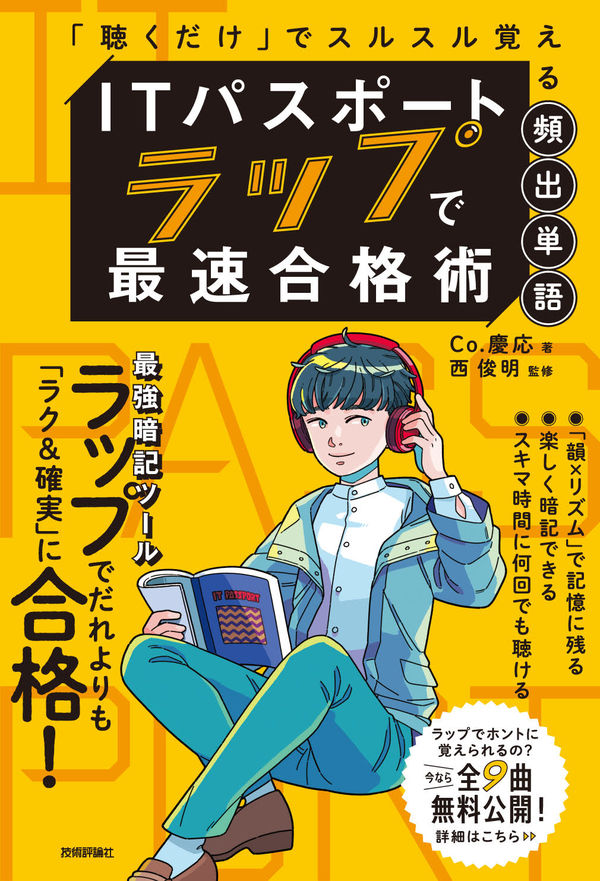 「聴くだけ」でスルスル覚える
頻出単語
ITパスポート
ラップで
最速合格術
Co.慶応 著
西 俊明 監修
最強暗記ツール
ラップでだれよりも
「ラク&確実」に
合格!
●「韻×リズム」で記憶に残る
●楽しく暗記できる
●スキマ時間に何回でも聴ける
IT PASSPORT
ラップでホントに
覚えられるの?
今なら 全9曲
無料公開!
詳細はこちら▷▷
技術評論社
IT
PASS
PORT